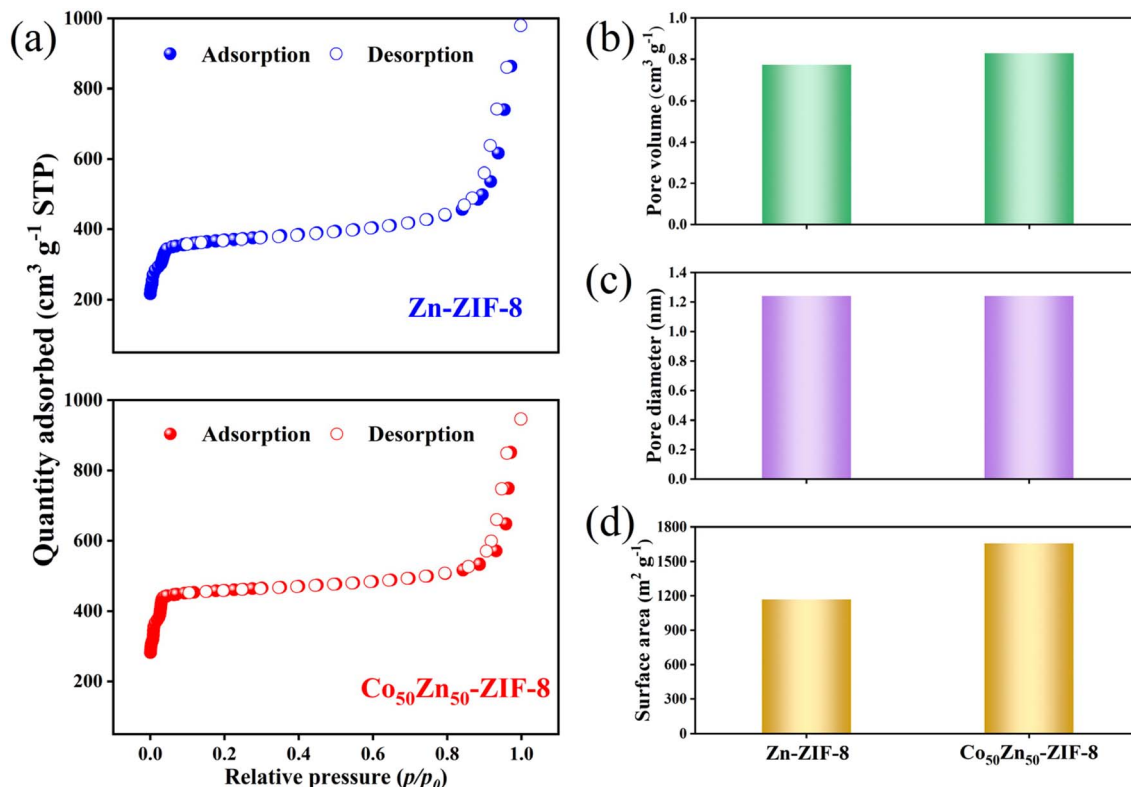 (a)
Quantity adsorbed (cm³ g⁻¹ STP)
1000
800
600
400
200
Adsorption
Desorption
Zn-ZIF-8
1000
800
600
400
200
Adsorption
Desorption
Co₅₀Zn₅₀-ZIF-8
0.0 0.2 0.4 0.6 0.8 1.0
Relative pressure (p/p₀)
(b)
Pore volume (cm³ g⁻¹)
1.0
0.8
0.6
0.4
0.2
0.0
(c)
Pore diameter (nm)
1.4
1.2
1.0
0.8
0.6
0.4
0.2
0.0
(d)
Surface area (m² g⁻¹)
1800
1500
1200
900
600
300
0
Zn-ZIF-8 Co₅₀Zn₅₀-ZIF-8